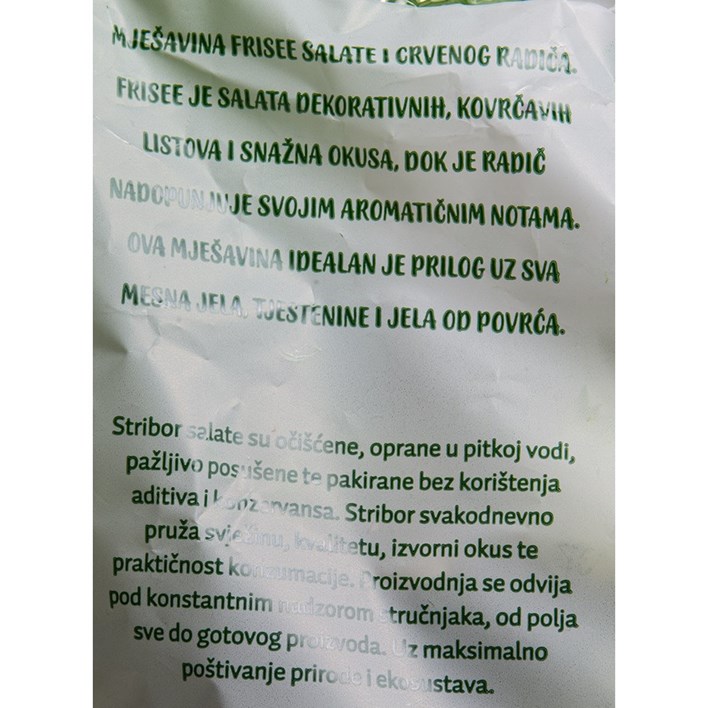 MJEŠAVINA FRISEE SALATE I CRVENOG RADIČA.
FRISEE JE SALATA DEKORATIVNIH, KOVRČAVIH
LISTOVA I SNAŽNA OKUSA, DOK JE RADIČ
NADOPUNJUJE SVOJIM AROMATIČNIM NOTAMA.
OVA MJEŠAVINA IDEALAN JE PRILOG UZ SVA
MESNA JELA, TJESTENINE I JELA OD POVRĆA.
Stribor salate su očišćene, oprane u pitkoj vodi,
pažljivo posušene te pakirane bez korištenja
aditiva i konzervansa. Stribor svakodnevno
pruža svježinu, kvalitetu, izvorni okus te
praktičnost konzumacije. Proizvodnja se odvija
pod konstantnim nadzorom stručnjaka, od polja
sve do gotovog proizvoda. Uz maksimalno
poštivanje prirode i ekosustava.